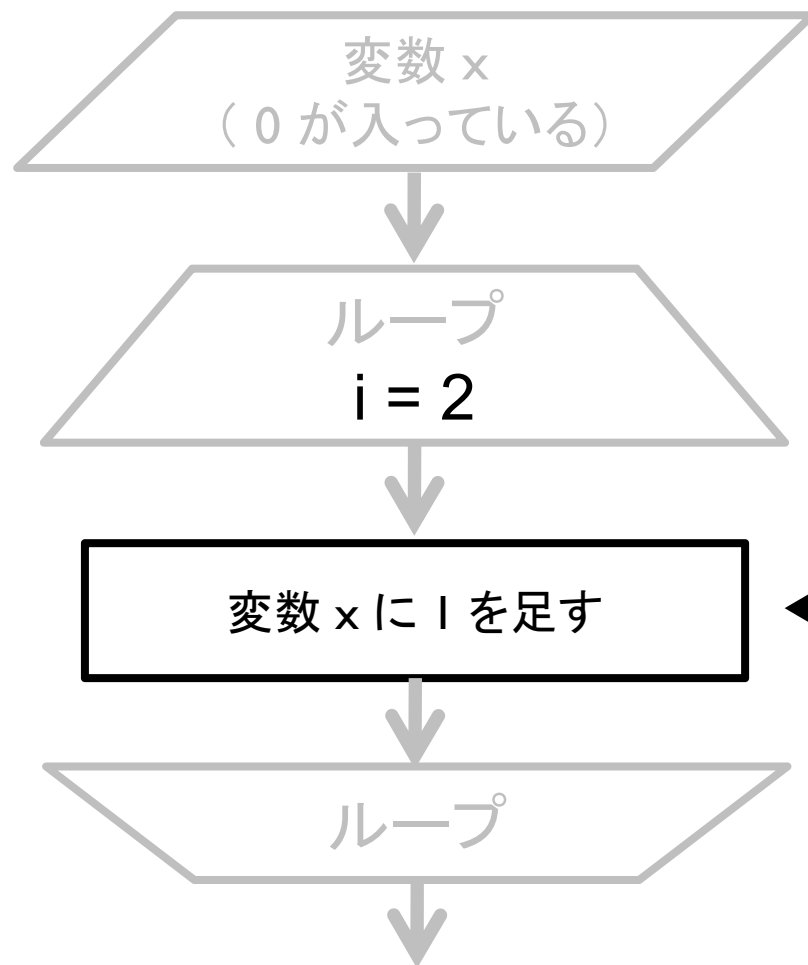 変数 x
（ 0 が入っている）
ループ
i = 2
変数 x に 1 を足す
ループ